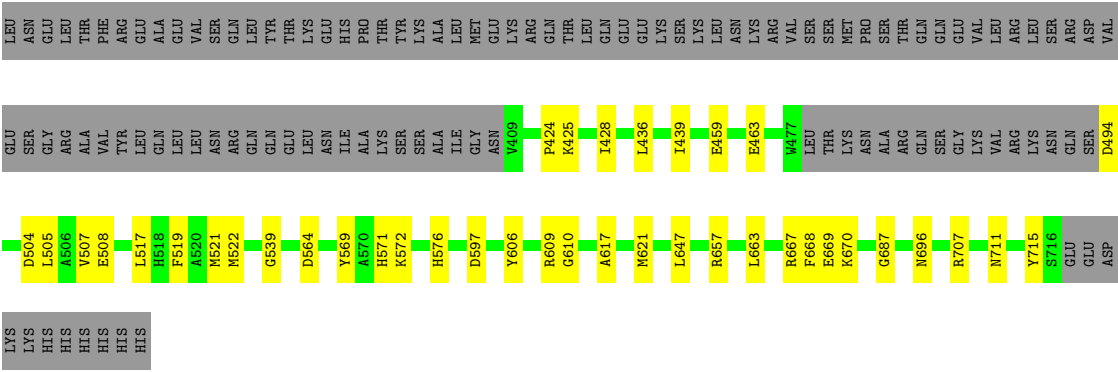 LEU ASN GLU LEU THR PHE ARG GLU ALA GLU VAL SER GLN LEU TYR THR LYS GLU HIS PRO THR TYR LYS ALA LEU MET GLU LYS ARG GLN THR LEU GLN GLU GLU LYS SER LYS LEU ASN LYS ARG VAL SER SER MET PRO SER THR GLN GLN GLU VAL LEU ARG LEU SER ARG ASP VAL
GLU SER GLY ARG ALA VAL TYR LEU GLN LEU LEU ASN ARG GLN GLN GLU LEU ASN ILE ALA LYS SER SER ALA ILE GLY ASN V409 P424 K425 I428 L436 I439 E459 E463 W477 LEU THR LYS ASN ALA ARG GLN SER GLY LYS VAL ARG LYS ASN GLN SER D494
D504 L505 A506 V507 E508 L517 H518 F519 A520 M521 M522 G539 D564 Y569 A570 H571 K572 H576 D597 Y606 R609 G610 A617 M621 L647 R657 L663 R667 F668 E669 K670 G687 N696 R707 N711 Y715 S716 GLU GLU ASP
LYS LYS HIS HIS HIS HIS HIS HIS